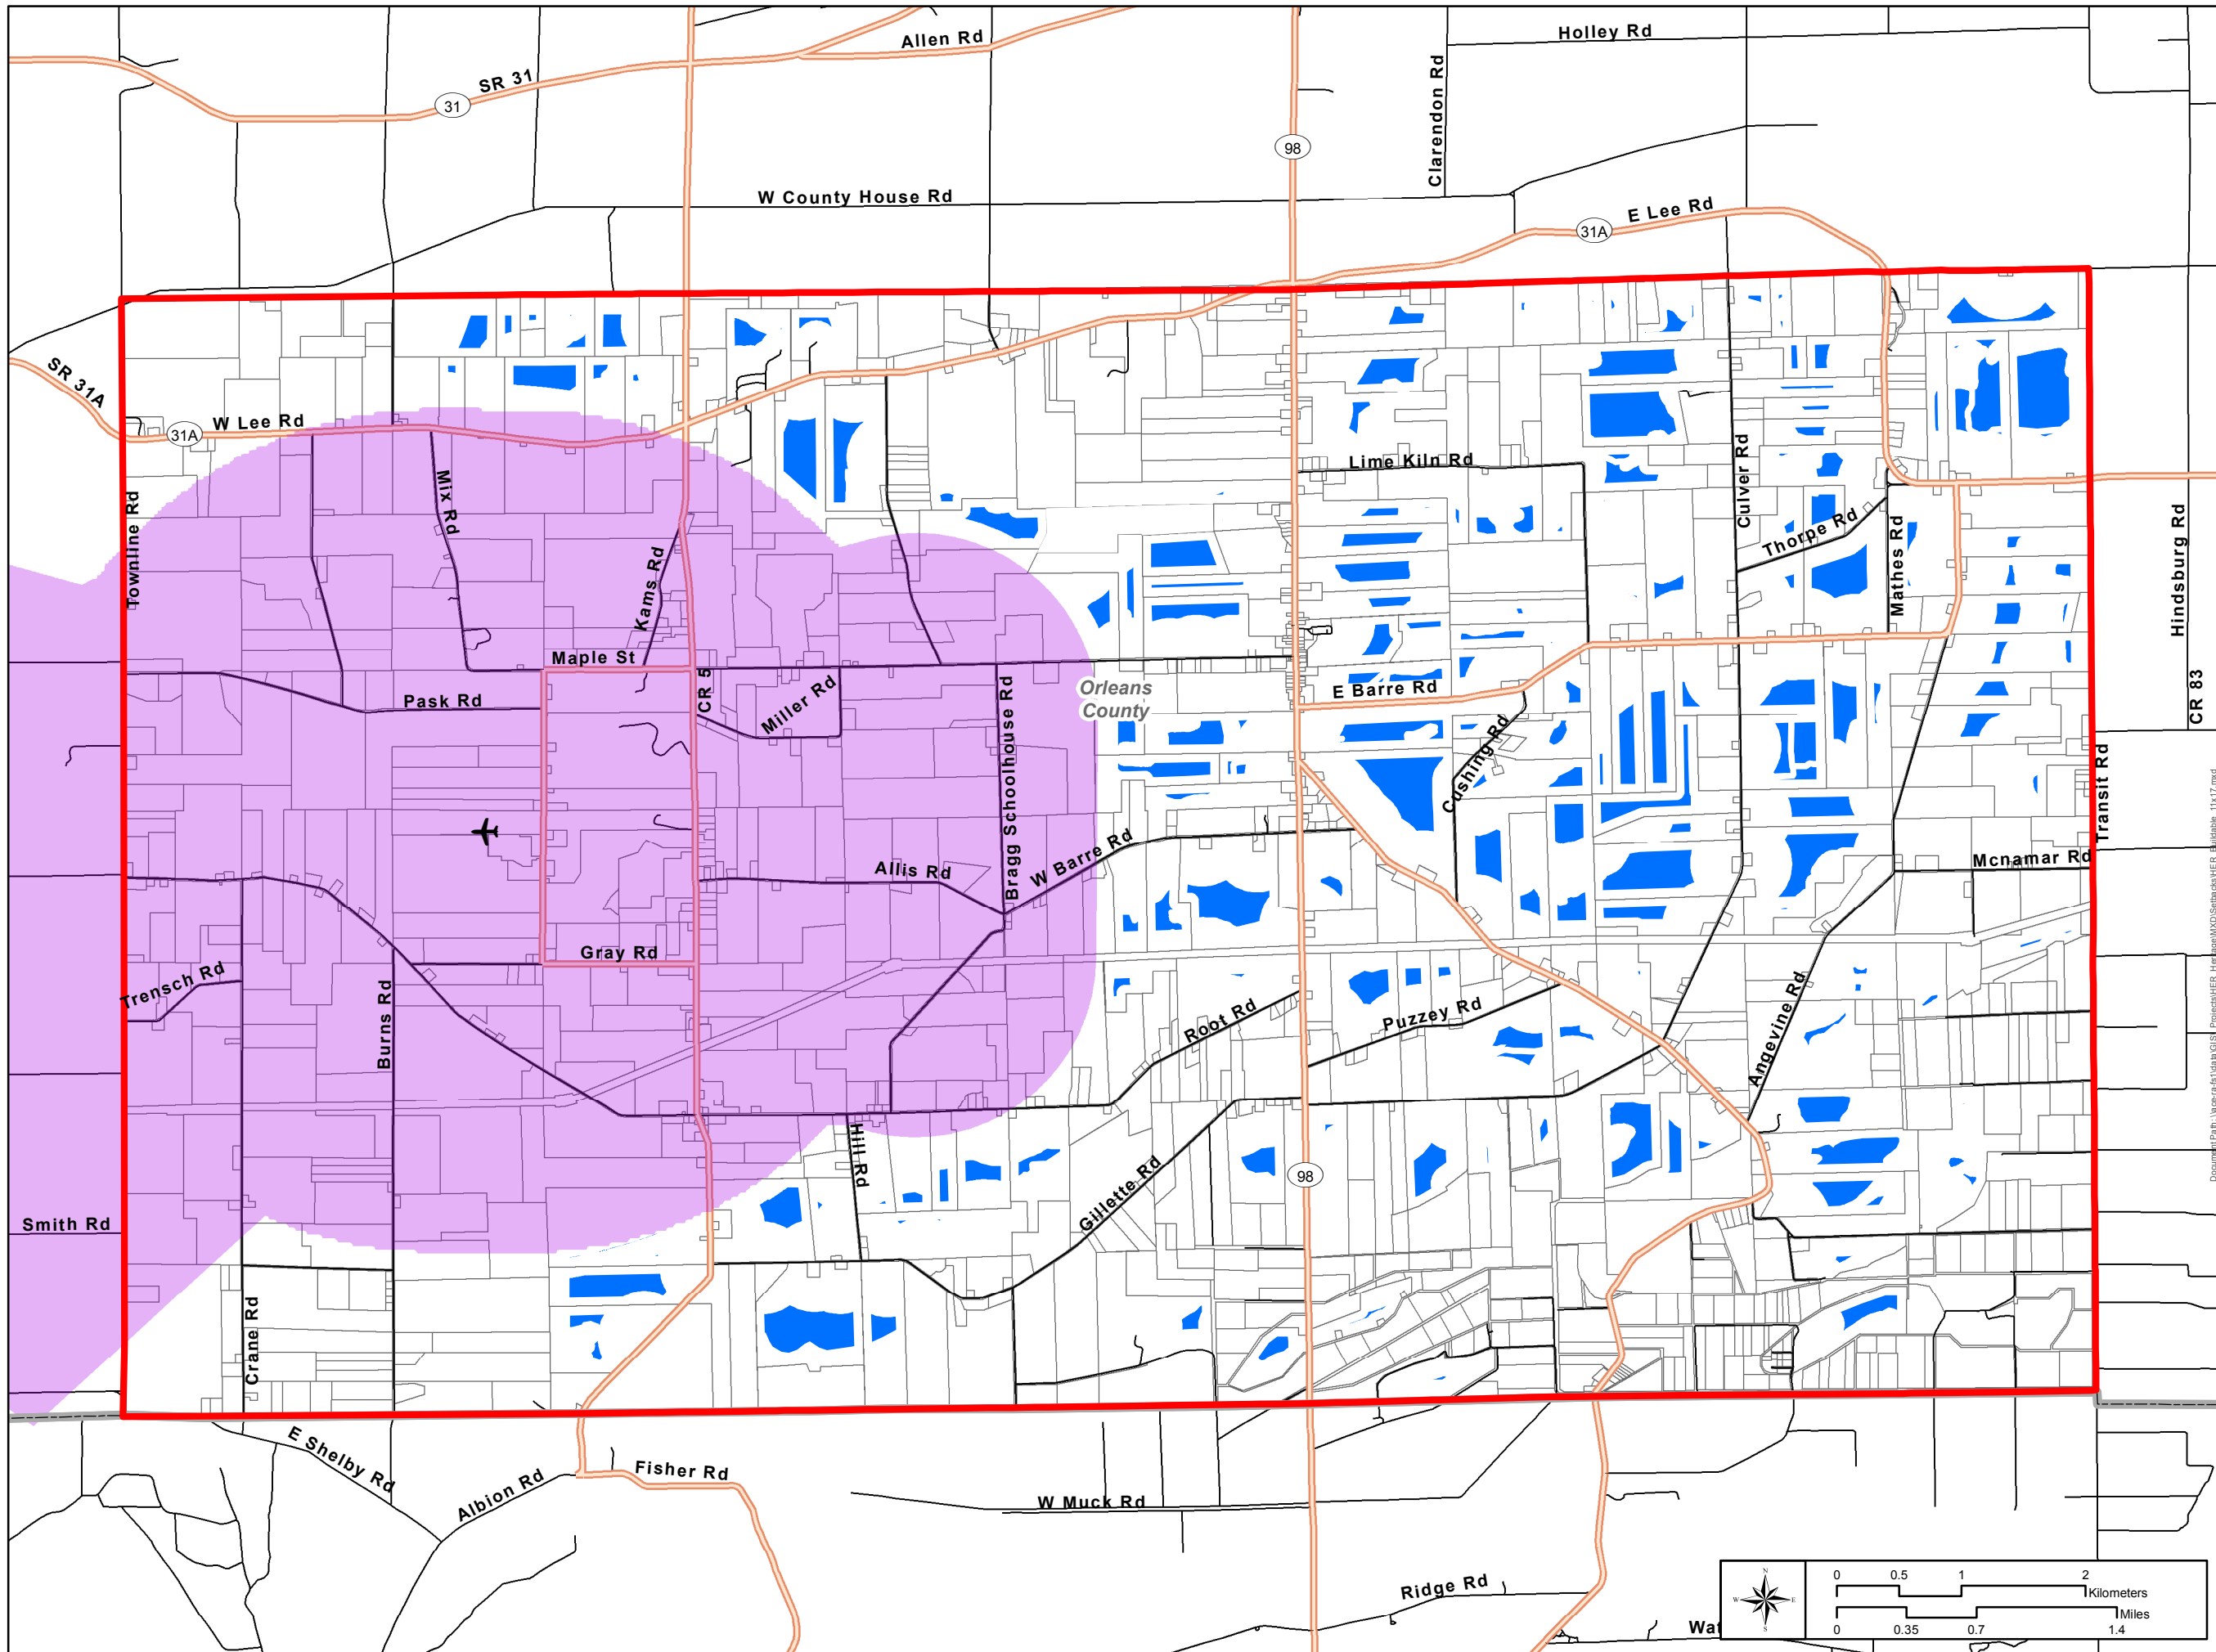 Allen Rd
Holley Rd
SR 31
31
Clarendon Rd
98
W County House Rd
E Lee Rd
31A
SR 31A
W Lee Rd
31A
Mix Rd
Lime Kiln Rd
Culver Rd
Townline Rd
Thorpe Rd
Mathes Rd
Hindsburg Rd
Kams Rd
Maple St
CR 5
Miller Rd
Bragg Schoolhouse Rd
Orleans
County
E Barre Rd
Pask Rd
CR 83
Cushing Rd
Transit Rd
Allis Rd
W Barre Rd
Mcnamar Rd
Gray Rd
Trensch Rd
Burns Rd
Root Rd
Puzzey Rd
Angevine Rd
Hill Rd
98
Gillette Rd
Smith Rd
Crane Rd
E Shelby Rd
Albion Rd
Fisher Rd
W Muck Rd
Ridge Rd
Wat
N
W E
S
0 0.5 1 2
Kilometers
Miles
0 0.35 0.7 1.4